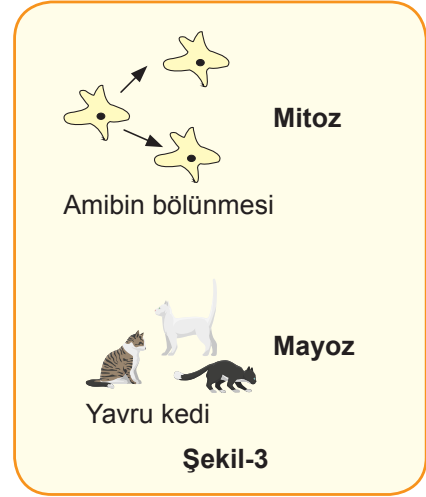 Mitoz
Amibin bölünmesi
Mayoz
Yavru kedi
Şekil-3